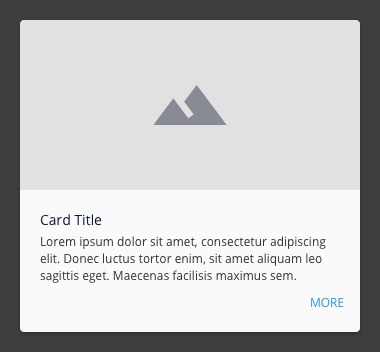 Card Title
Lorem ipsum dolor sit amet, consectetur adipiscing
elit. Donec luctus tortor enim, sit amet aliquam leo
sagittis eget. Maecenas facilisis maximus sem.
MORE